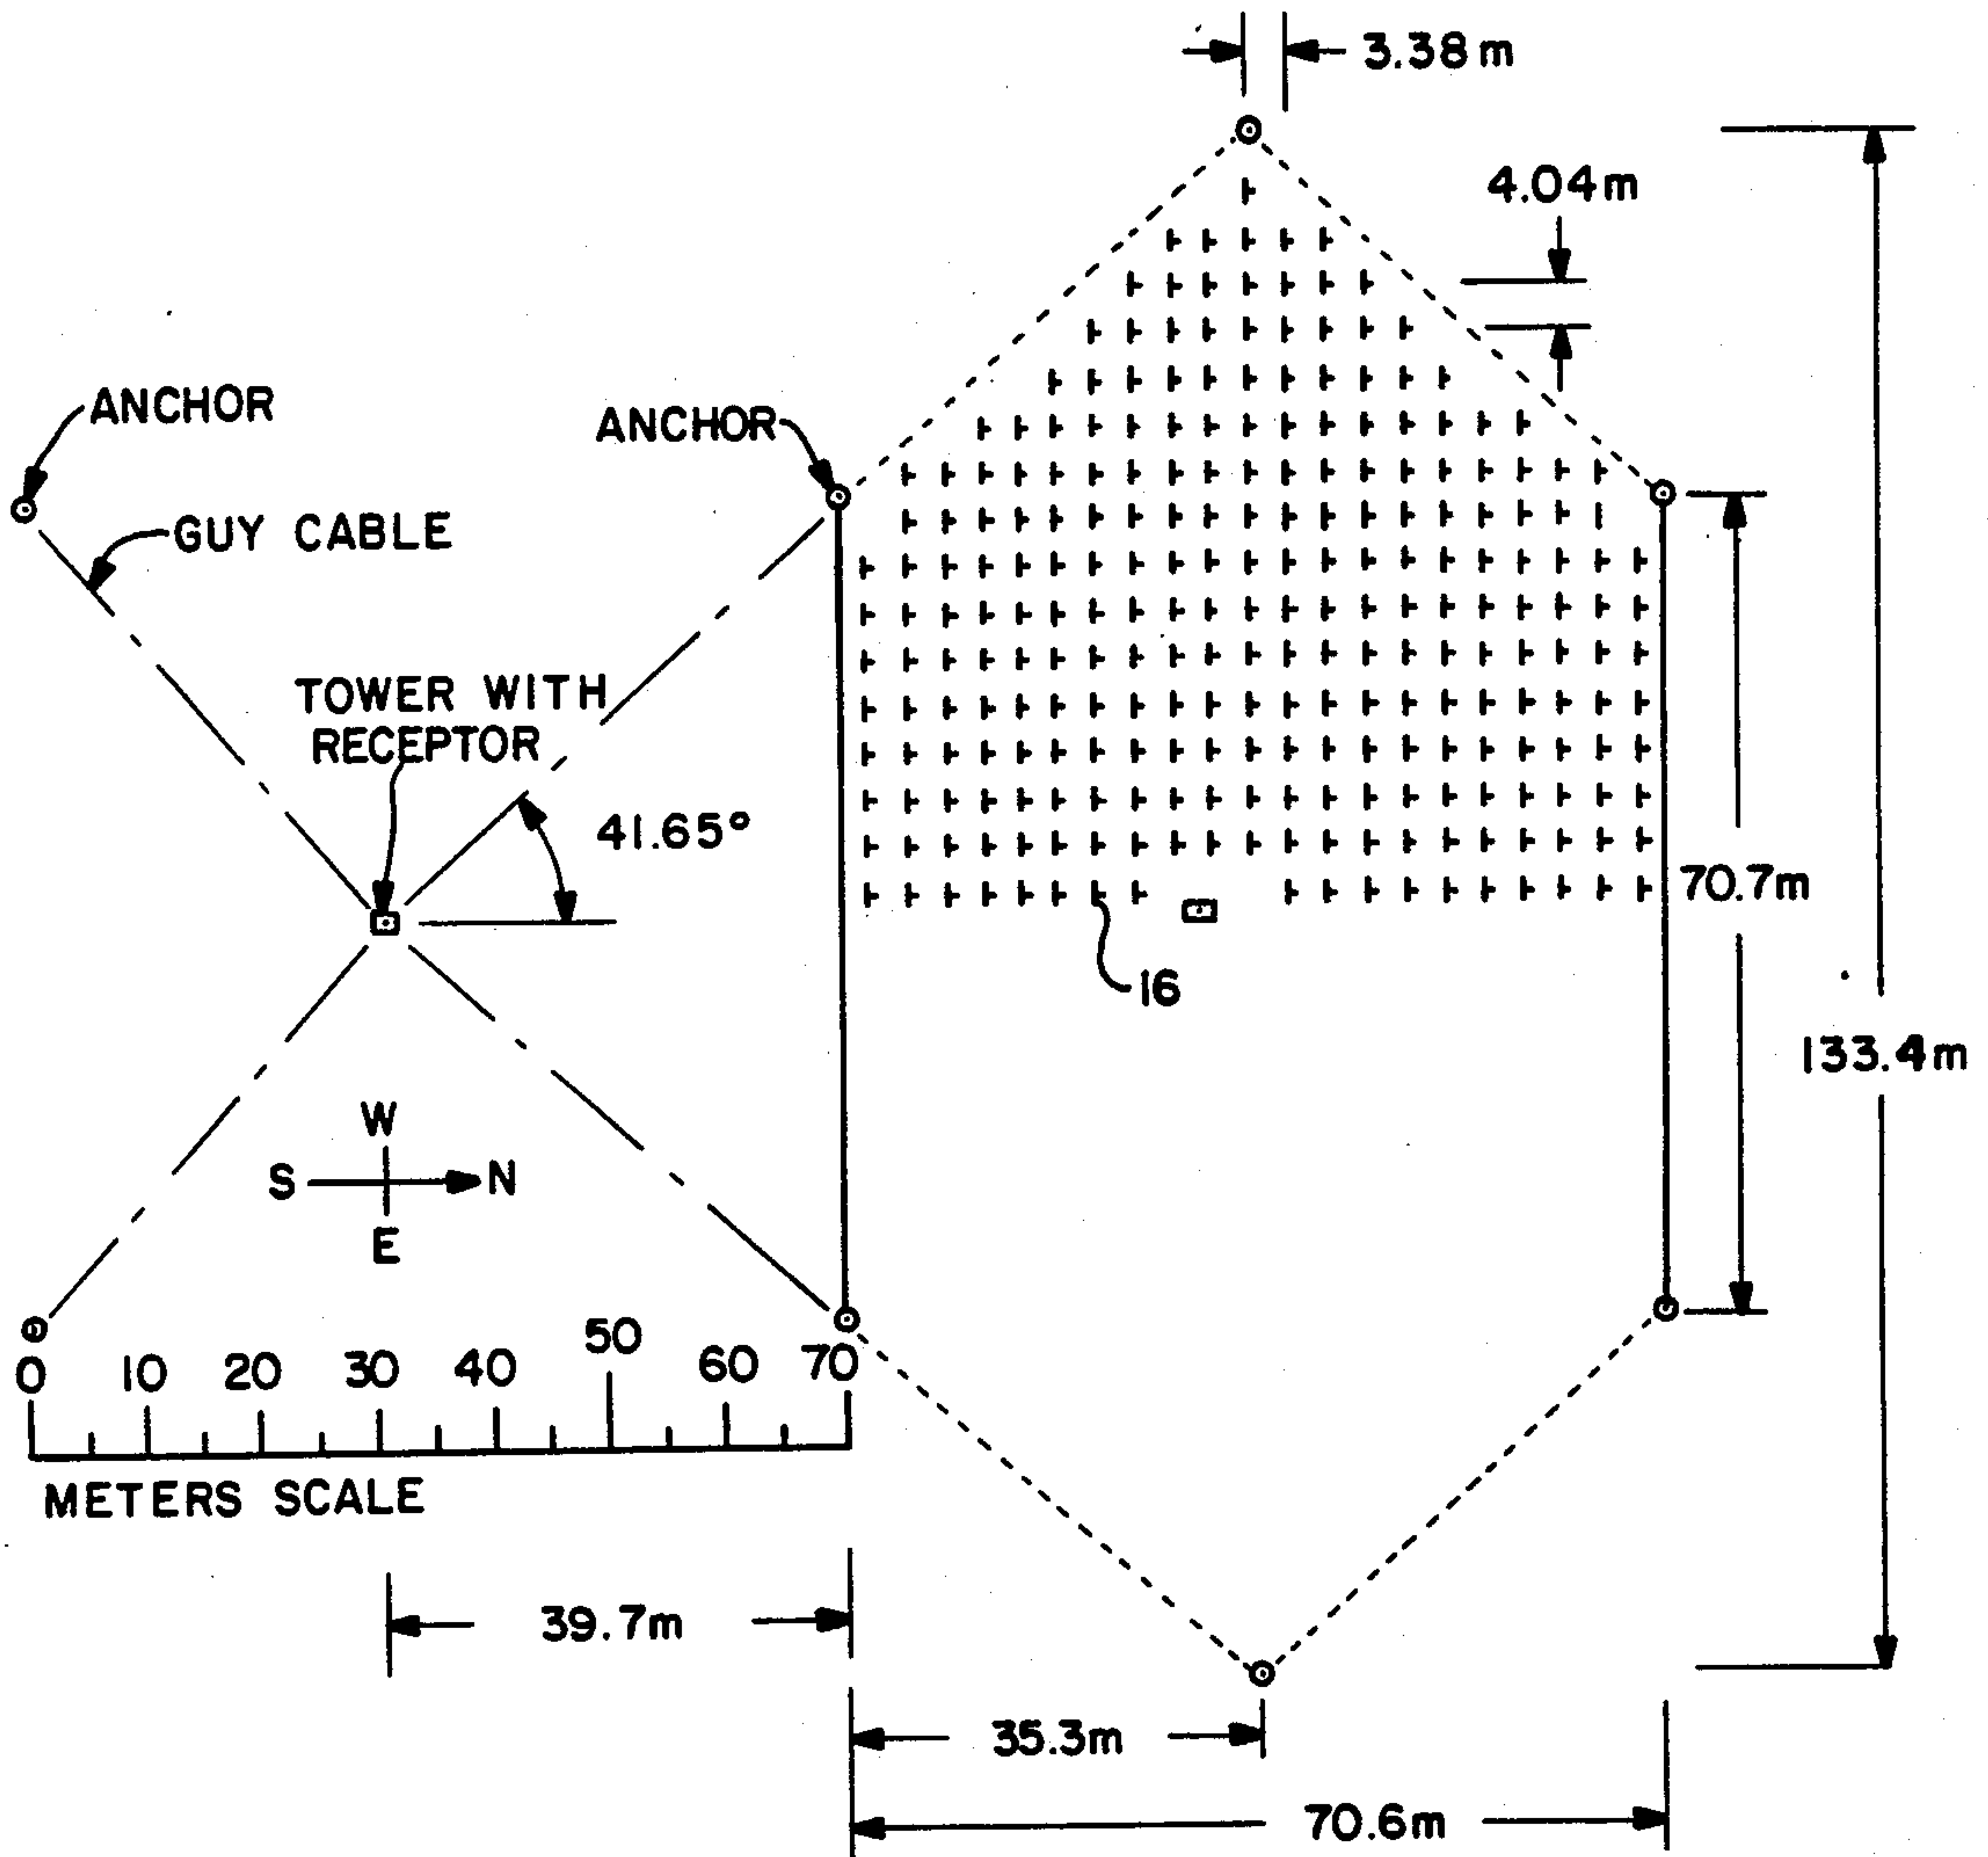 3.38m
4.04m
ANCHOR
ANCHOR
GUY CABLE
TOWER WITH
RECEPTOR
41.65°
70.7m
16
133.4m
W
S N
E
0 10 20 30 40 50 60 70
METERS SCALE
39.7m
35.3m
70.6m